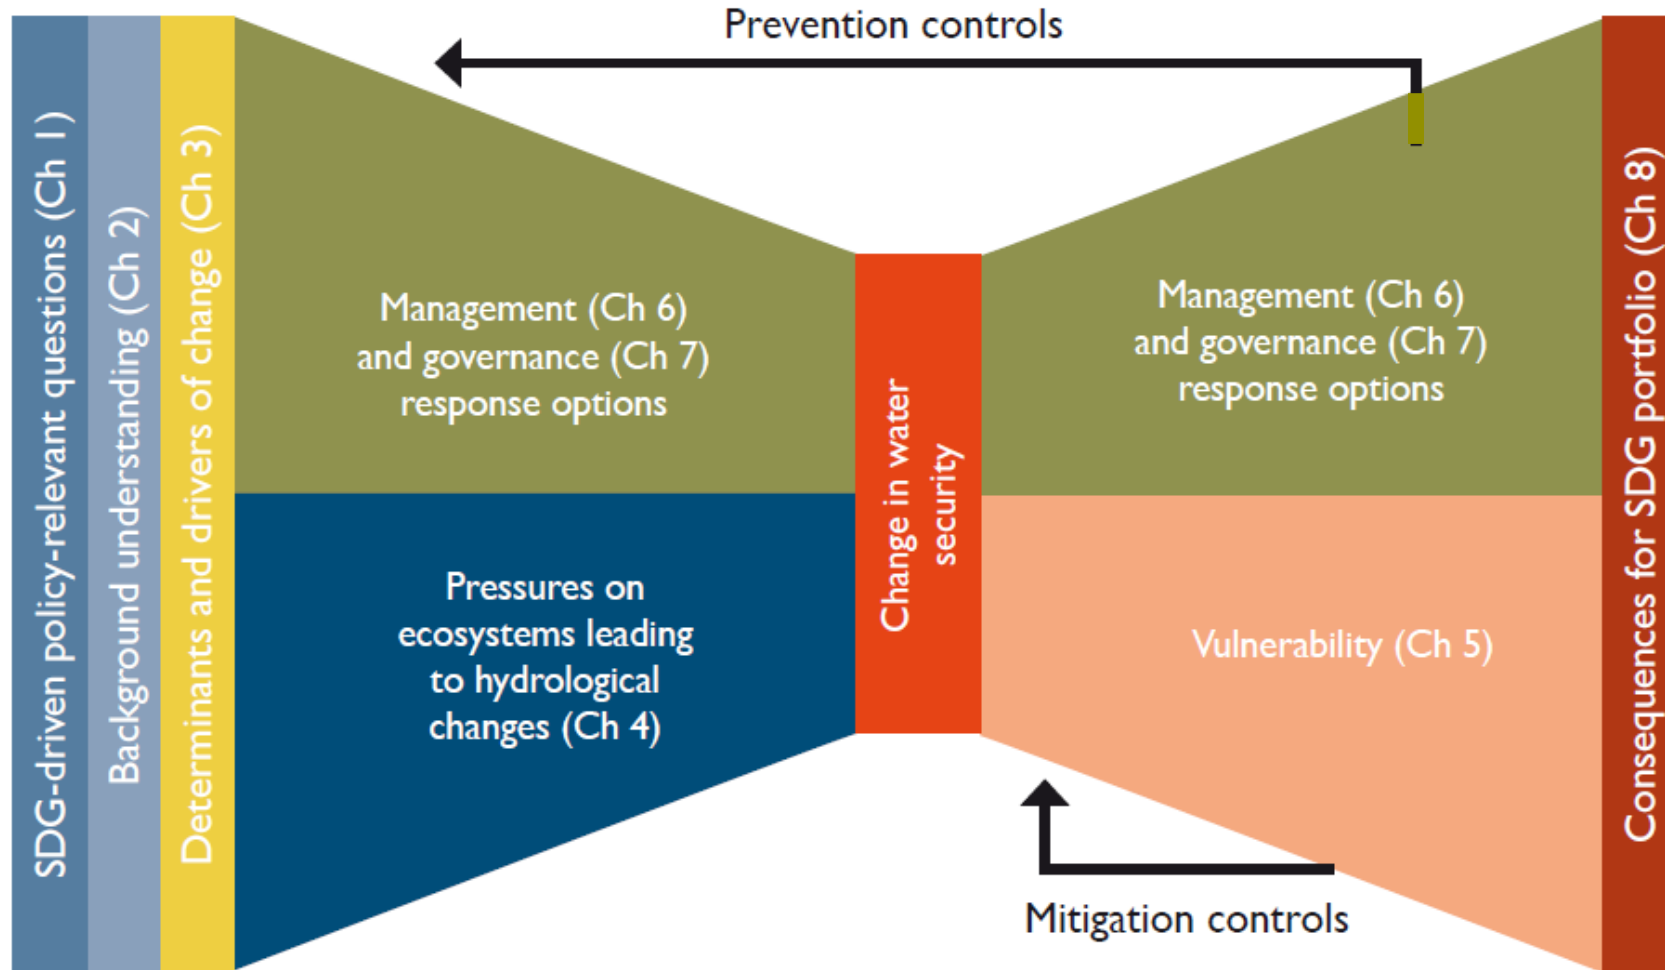 Prevention controls
SDG-driven policy-relevant questions (Ch 1)
Background understanding (Ch 2)
Determinants and drivers of change (Ch 3)
Management (Ch 6)
and governance (Ch 7)
response options
Pressures on
ecosystems leading
to hydrological
changes (Ch 4)
Change in water
security
Management (Ch 6)
and governance (Ch 7)
response options
Vulnerability (Ch 5)
Mitigation controls
Consequences for SDG portfolio (Ch 8)